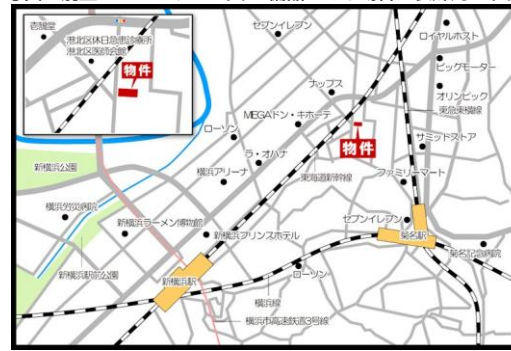 壱鐘堂
港北区休日急患診療所
港北区医師会館
物件
セブンイレブン
ロイヤルホスト
ビッグモーター
オリンピック
東急東横線
ナップス
MEGAドン・キホーテ
ローソン
ラ・オハナ
物件
サミットストア
新横浜公園
横浜アリーナ
東海道新幹線
ファミリーマート
横浜労災病院
新横浜ラーメン博物館
新横浜プリンスホテル
セブンイレブン
菊名駅
新横浜駅前公園
新横浜駅
ローソン
菊名記念病院
横浜線
横浜市高速鉄道3号線